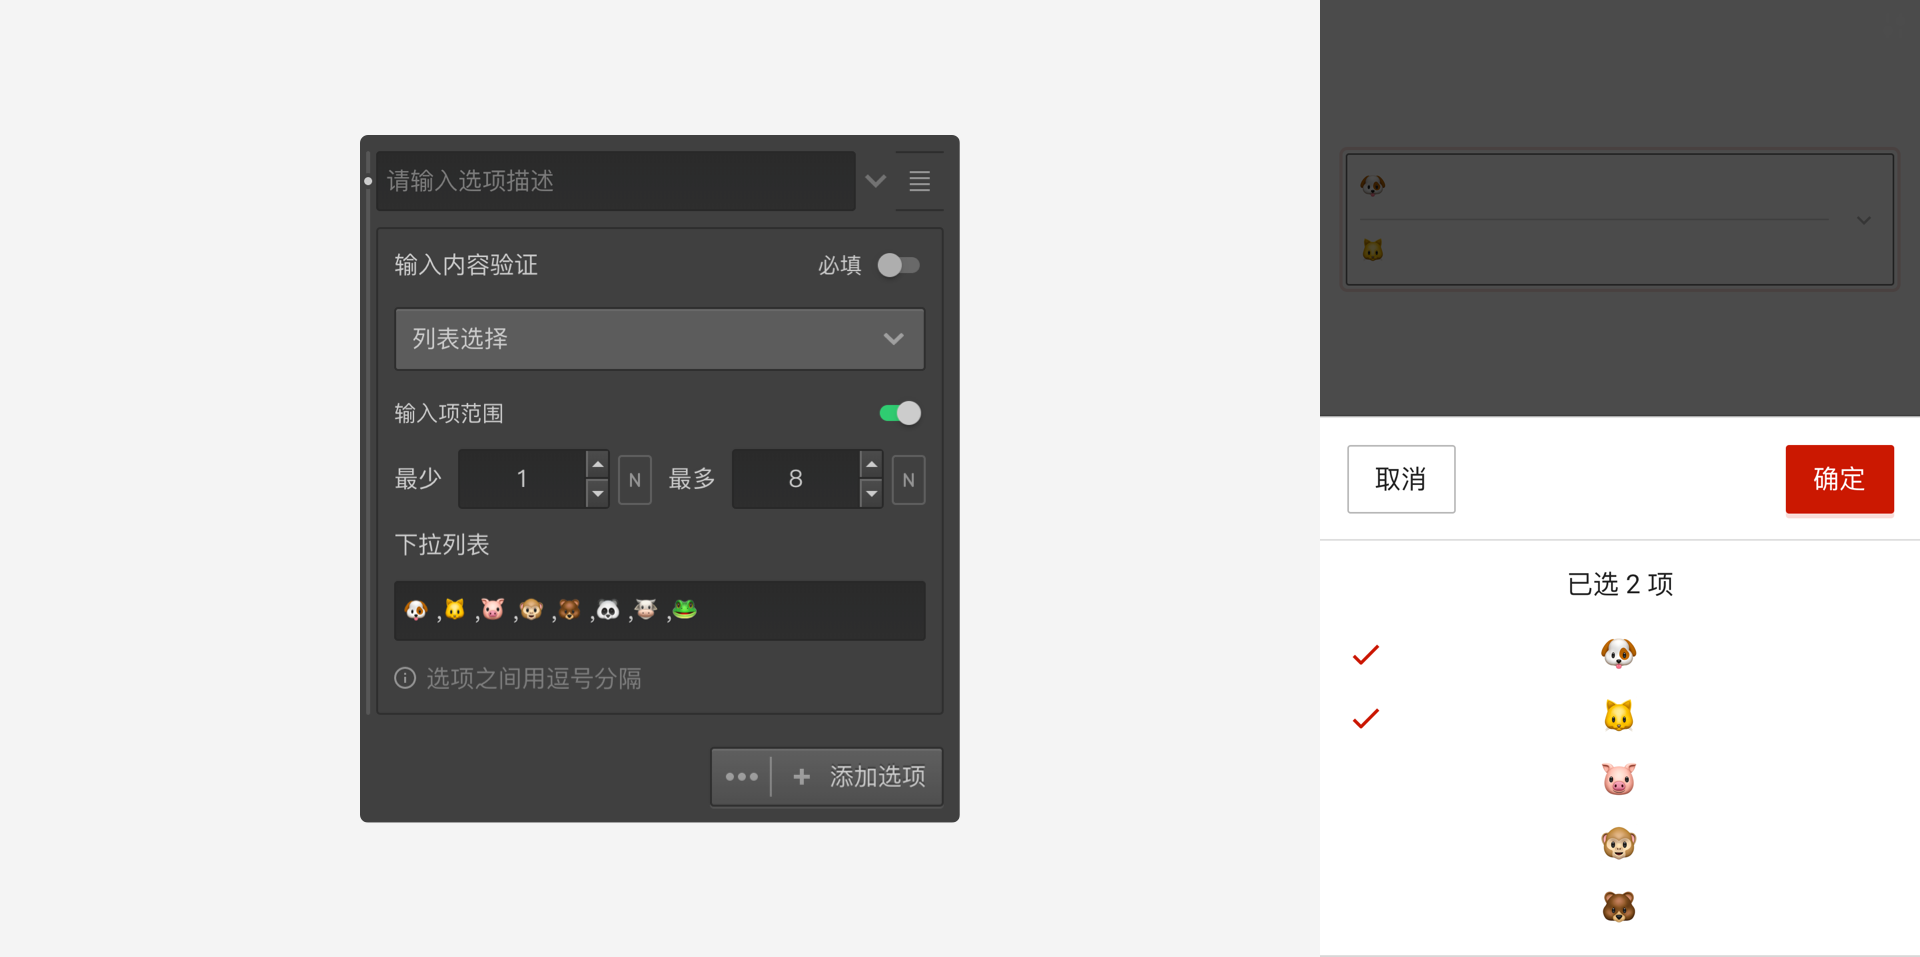 请输入选项描述
输入内容验证 必填
列表选择
输入项范围
最少 1 N 最多 8 N
下拉列表
🐶 ,🐱 ,🐷 ,🐵 ,🐻 ,🐼 ,🐮 ,🐸
选项之间用逗号分隔
添加选项
取消 确定
已选 2 项